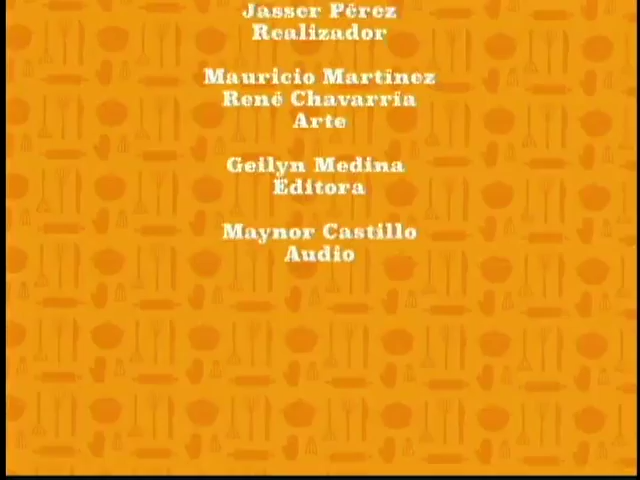 Jasser Pérez
Realizador
Mauricio Martínez
René Chavarría
Arte
Geilyn Medina
Editora
Maynor Castillo
Audio